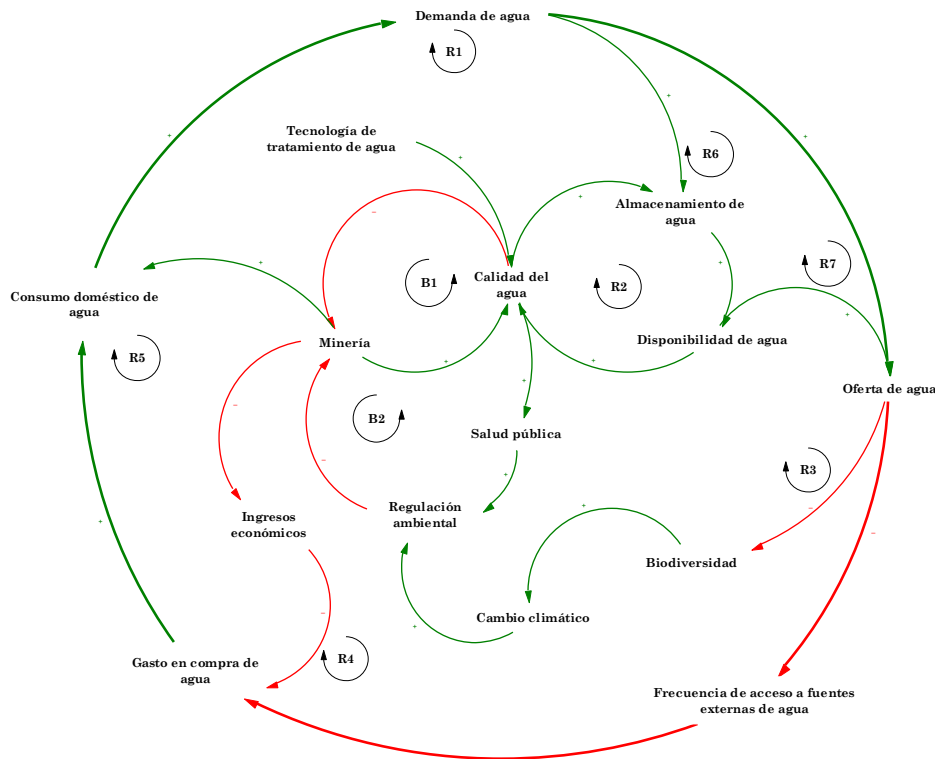 Demanda de agua
R1
+
+
+
Tecnología de
tratamiento de agua
+
R6
−
+
Almacenamiento de
agua
+
+
R7
Consumo doméstico de
agua
B1
Calidad del
agua
R2
+
R5
Minería
+
+
Disponibilidad de agua
Oferta de agua
+
−
B2
Salud pública
−
+
R3
Ingresos
económicos
Regulación
ambiental
+
−
+
−
Biodiversidad
−
+
Cambio climático
Gasto en compra de
agua
R4
Frecuencia de acceso a fuentes
externas de agua